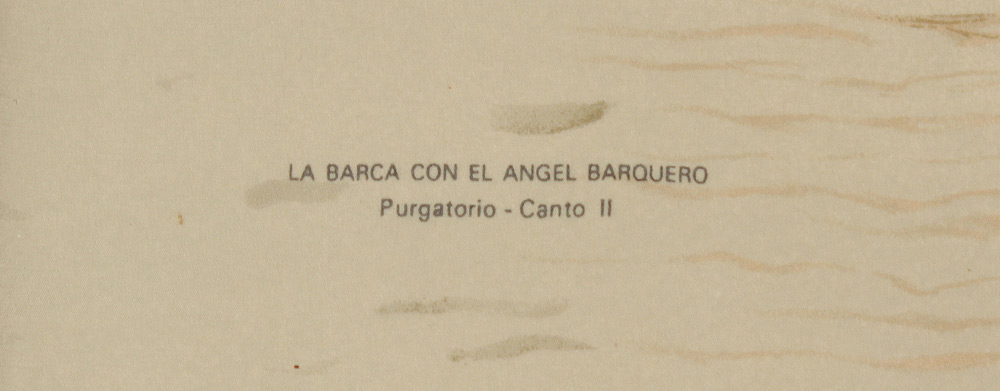 LA BARCA CON EL ANGEL BARQUERO
Purgatorio - Canto II